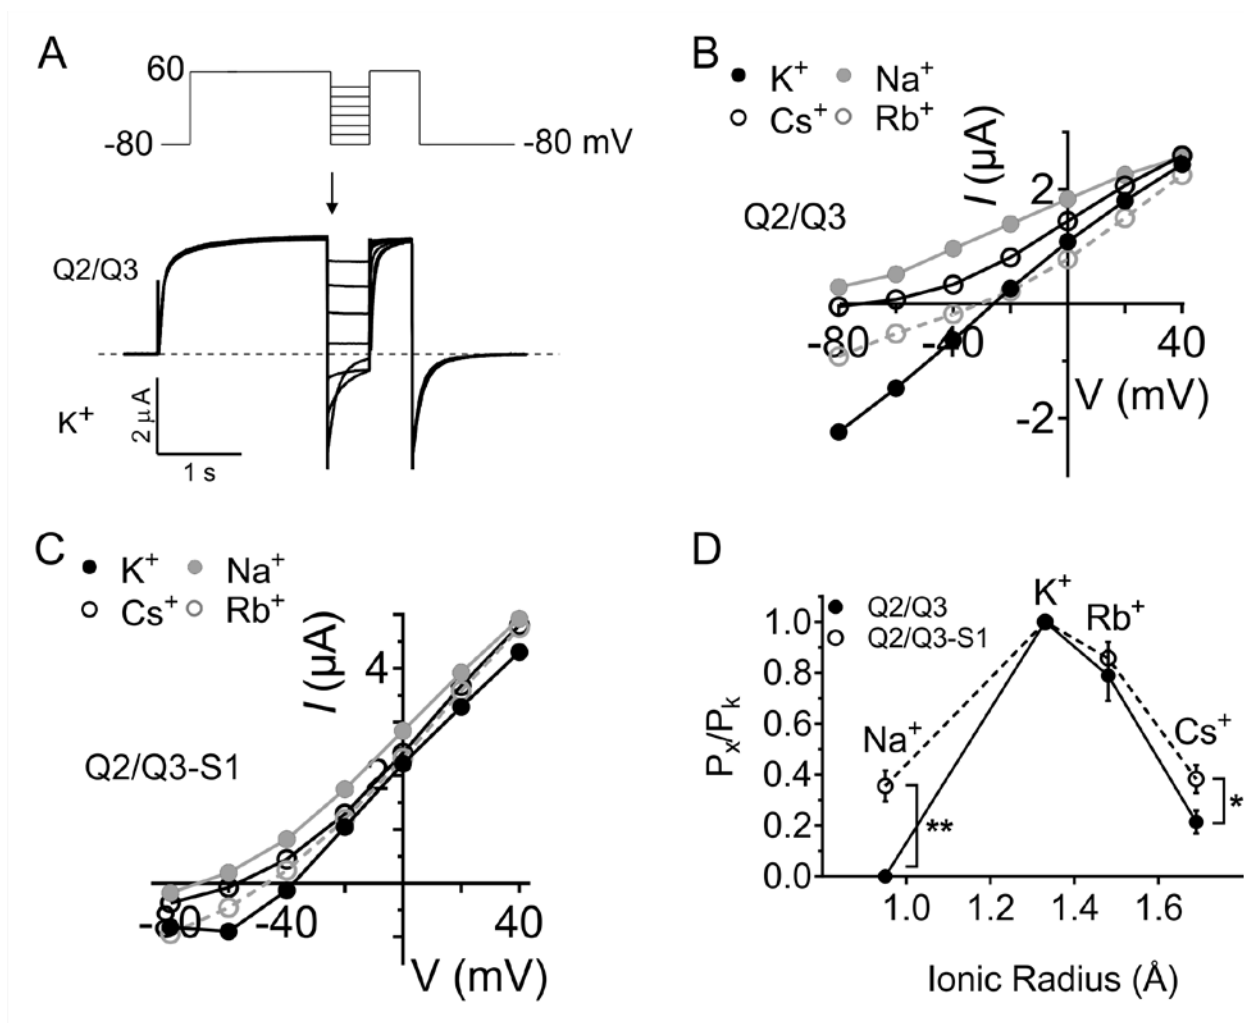 A
60
-80
-80 mV
Q2/Q3
K+
2 µA
1 s
B
K+ Na+
Cs+ Rb+
I (µA)
Q2/Q3
2
-80 -40 40
V (mV)
-2
C
K+ Na+
Cs+ Rb+
I (µA)
4
Q2/Q3-S1
2
-80 -40 40
V (mV)
D
Q2/Q3
Q2/Q3-S1
K+
Rb+
Na+
Cs+
**
*
Px/Pk
1.0
0.8
0.6
0.4
0.2
0.0
1.0 1.2 1.4 1.6
Ionic Radius (Å)